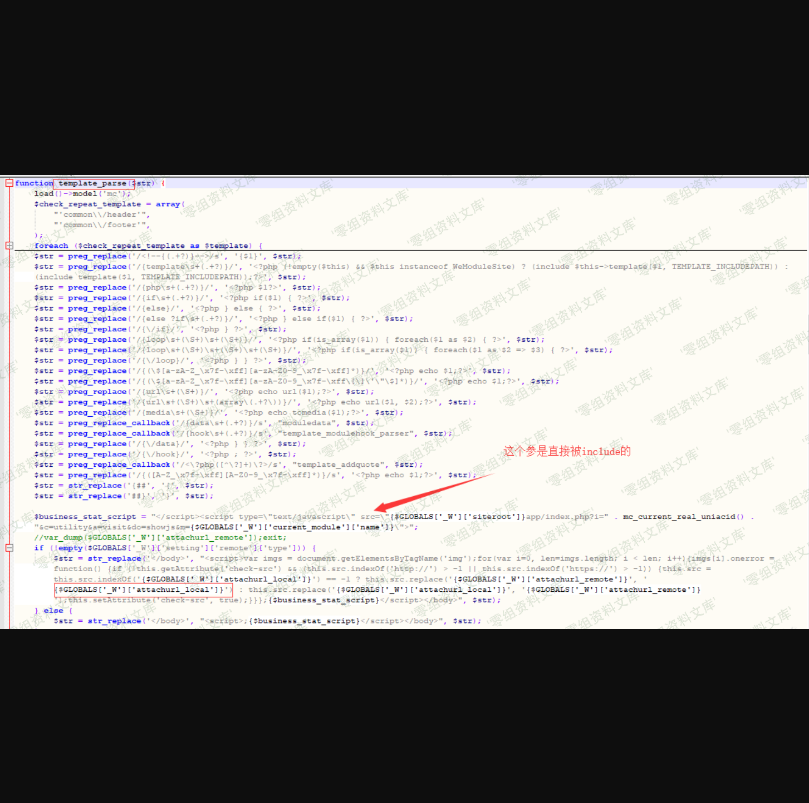 function template_parse($str) {
load()->model('mc');
$check_repeat_template = array(
"'common\\/header'",
"'common\\/footer'",
);
foreach ($check_repeat_template as $template) {
$str = preg_replace('/<!--{(.+?)}-->/s', '{$1}', $str);
$str = preg_replace('/{template\s+(.+?)}/', '<?php (!empty($this) && $this instanceof WeModuleSite) ? (include $this->template($1, TEMPLATE_INCLUDEPATH)) :
(include template($1, TEMPLATE_INCLUDEPATH));?>', $str);
$str = preg_replace('/{php\s+(.+?)}/', '<?php $1?>', $str);
$str = preg_replace('/{if\s+(.+?)}/', '<?php if($1) { ?>', $str);
$str = preg_replace('/{else}/', '<?php } else { ?>', $str);
$str = preg_replace('/{else ?if\s+(.+?)}/', '<?php } else if($1) { ?>', $str);
$str = preg_replace('/{\/if}/', '<?php } ?>', $str);
$str = preg_replace('/{loop\s+(\S+)\s+(\S+)}/', '<?php if(is_array($1)) { foreach($1 as $2) { ?>', $str);
$str = preg_replace('/{loop\s+(\S+)\s+(\S+)\s+(\S+)}/', '<?php if(is_array($1)) { foreach($1 as $2 => $3) { ?>', $str);
$str = preg_replace('/{\/loop}/', '<?php } } ?>', $str);
$str = preg_replace('/{(\$[a-zA-Z_\x7f-\xff][a-zA-Z0-9_\x7f-\xff]*)}/', '<?php echo $1;?>', $str);
$str = preg_replace('/{(\$[a-zA-Z_\x7f-\xff][a-zA-Z0-9_\x7f-\xff\[\]\'\"\$]*)}/', '<?php echo $1;?>', $str);
$str = preg_replace('/{url\s+(\S+)}/', '<?php echo url($1);?>', $str);
$str = preg_replace('/{url\s+(\S+)\s+(array\(.+?\))}/', '<?php echo url($1, $2);?>', $str);
$str = preg_replace('/{media\s+(\S+)}/', '<?php echo tomedia($1);?>', $str);
$str = preg_replace_callback('/{data\s+(.+?)}/s', "moduledata", $str);
$str = preg_replace_callback('/{hook\s+(.+?)}/s', "template_modulehook_parser", $str);
$str = preg_replace('/{\/data}/', '<?php } } ?>', $str);
$str = preg_replace('/{\/hook}/', '<?php ; ?>', $str);
$str = preg_replace_callback('/<\?php([^\?]+)\?>/s', "template_addquote", $str);
$str = preg_replace('/{([A-Z_\x7f-\xff][A-Z0-9_\x7f-\xff]*)}/s', '<?php echo $1;?>', $str);
$str = str_replace('{##', '{', $str);
$str = str_replace('##}', '}', $str);
这个参是直接被include的
$business_stat_script = "</script><script type=\"text/javascript\" src=\"{$GLOBALS['_W']['siteroot']}app/index.php?i=" . mc_current_real_uniacid() .
"&c=utility&a=visit&do=showjs&m={$GLOBALS['_W']['current_module']['name']}\">";
//var_dump($GLOBALS['_W']['attachurl_remote']);exit;
if (!empty($GLOBALS['_W']['setting']['remote']['type'])) {
$str = str_replace('</body>', "<script>var imgs = document.getElementsByTagName('img');for(var i=0, len=imgs.length; i < len; i++){imgs[i].onerror =
function() {if (!this.getAttribute('check-src') && (this.src.indexOf('http://') > -1 || this.src.indexOf('https://') > -1)) {this.src =
this.src.indexOf('{$GLOBALS['_W']['attachurl_local']}') == -1 ? this.src.replace('{$GLOBALS['_W']['attachurl_remote']}', '
{$GLOBALS['_W']['attachurl_local']}') : this.src.replace('{$GLOBALS['_W']['attachurl_local']}', '{$GLOBALS['_W']['attachurl_remote']}
');this.setAttribute('check-src', true);}}};{$business_stat_script}</script></body>", $str);
} else {
$str = str_replace('</body>', "<script>;{$business_stat_script}</script></body>", $str);
零组资料文库